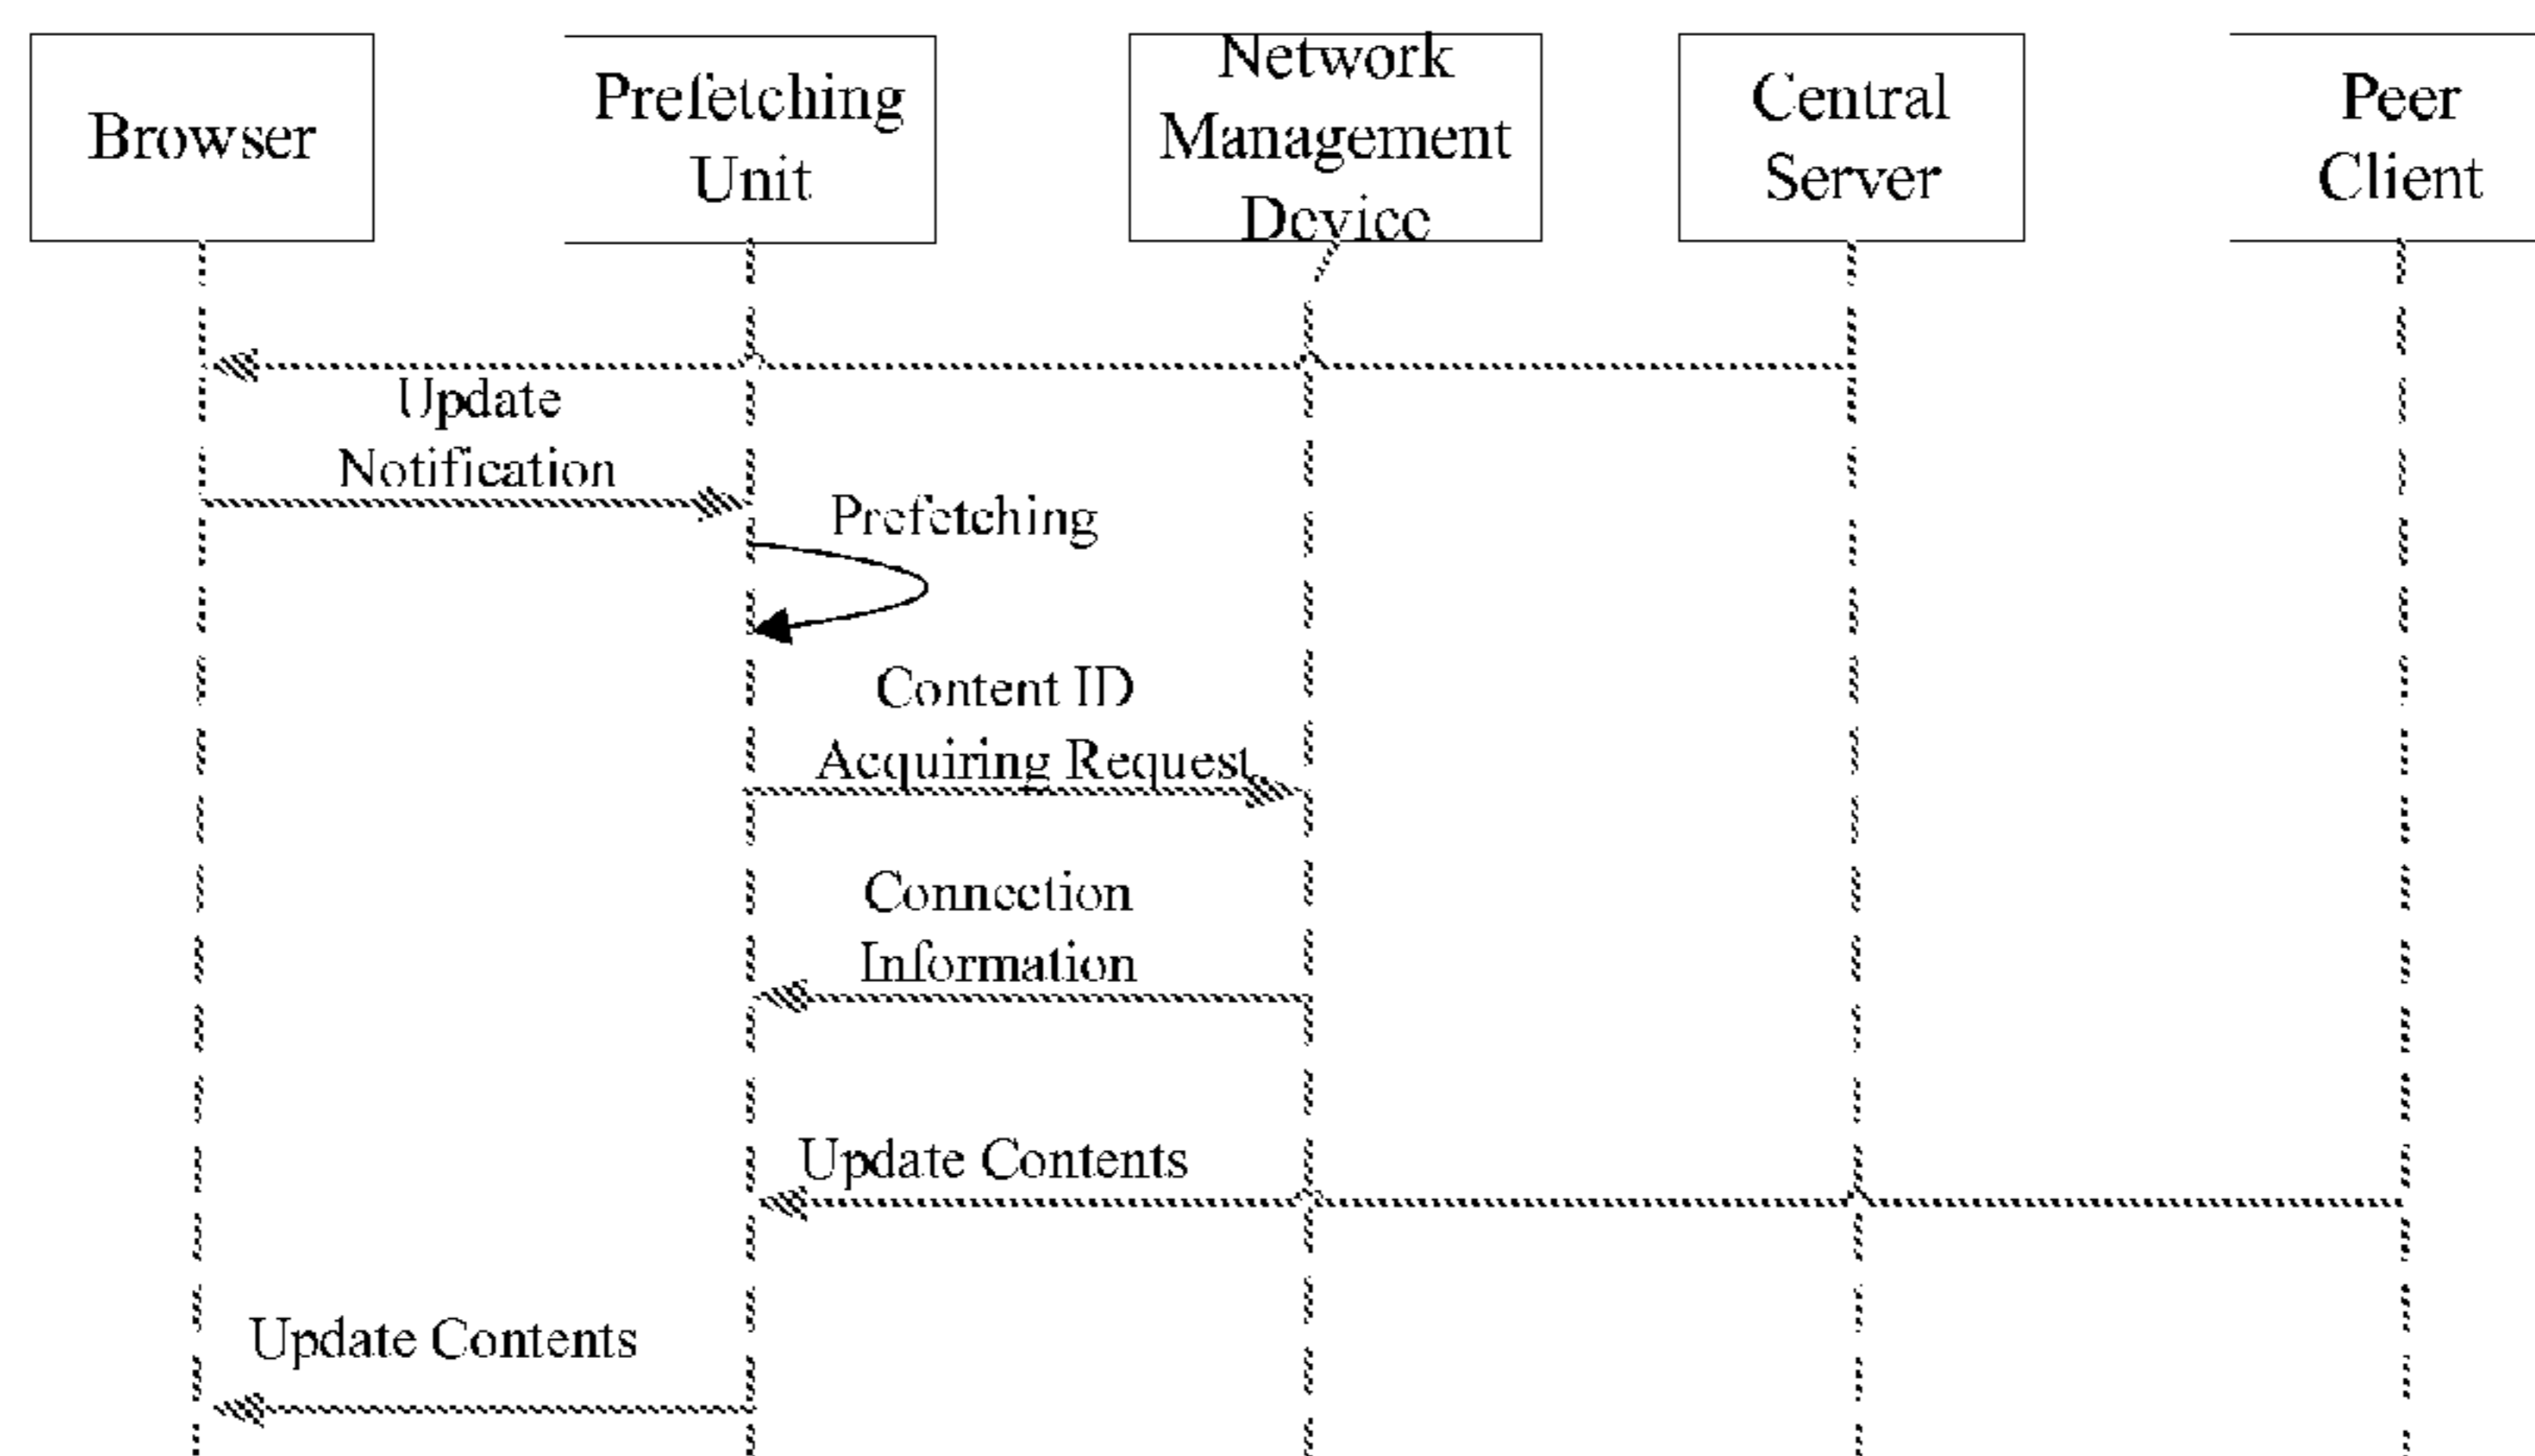 Browser
Prefetching
Unit
Network
Management
Device
Central
Server
Peer
Client
Update
Notification
Prefetching
Content ID
Acquiring Request
Connection
Information
Update Contents
Update Contents